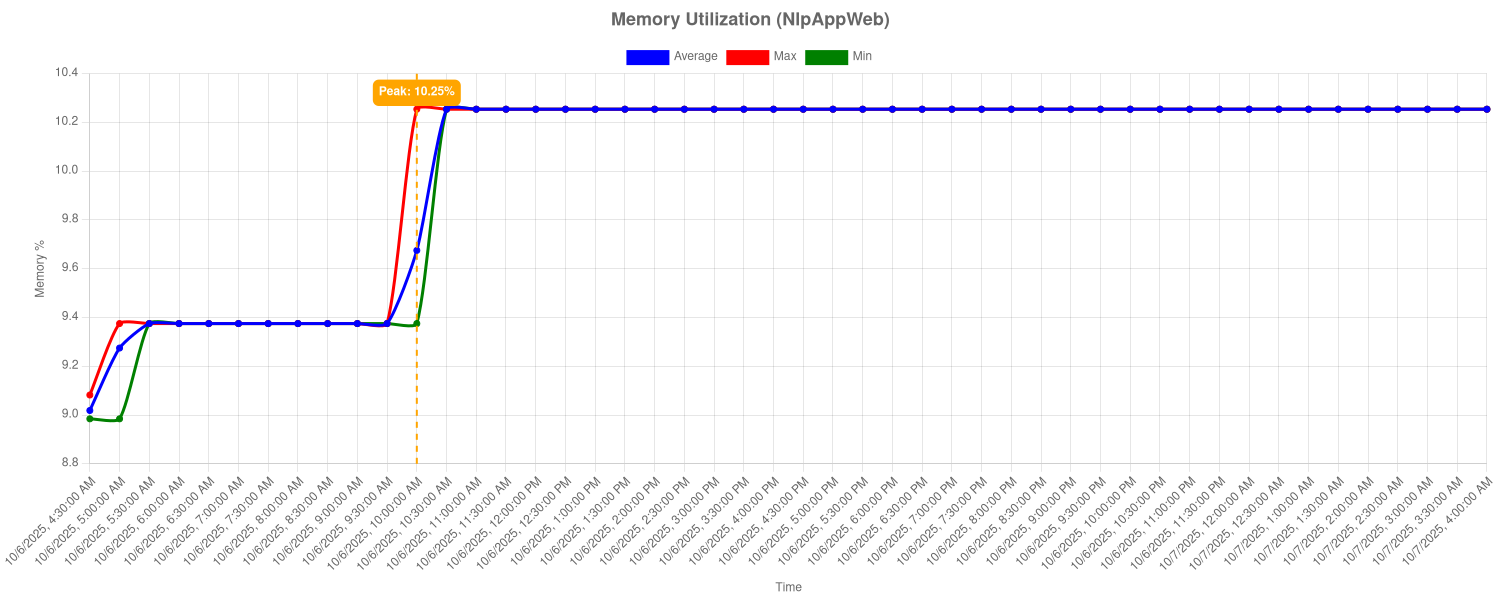 Memory Utilization (NlpAppWeb)
Average Max Min
Peak: 10.25%
10.4
10.2
10.0
9.8
9.6
9.4
9.2
9.0
8.8
Memory %
10/6/2025, 4:30:00 AM
10/6/2025, 5:00:00 AM
10/6/2025, 5:30:00 AM
10/6/2025, 6:00:00 AM
10/6/2025, 6:30:00 AM
10/6/2025, 7:00:00 AM
10/6/2025, 7:30:00 AM
10/6/2025, 8:00:00 AM
10/6/2025, 8:30:00 AM
10/6/2025, 9:00:00 AM
10/6/2025, 9:30:00 AM
10/6/2025, 10:00:00 AM
10/6/2025, 10:30:00 AM
10/6/2025, 11:00:00 AM
10/6/2025, 11:30:00 AM
10/6/2025, 12:00:00 PM
10/6/2025, 12:30:00 PM
10/6/2025, 1:00:00 PM
10/6/2025, 1:30:00 PM
10/6/2025, 2:00:00 PM
10/6/2025, 2:30:00 PM
10/6/2025, 3:00:00 PM
10/6/2025, 3:30:00 PM
10/6/2025, 4:00:00 PM
10/6/2025, 4:30:00 PM
10/6/2025, 5:00:00 PM
10/6/2025, 5:30:00 PM
10/6/2025, 6:00:00 PM
10/6/2025, 6:30:00 PM
10/6/2025, 7:00:00 PM
10/6/2025, 7:30:00 PM
10/6/2025, 8:00:00 PM
10/6/2025, 8:30:00 PM
10/6/2025, 9:00:00 PM
10/6/2025, 9:30:00 PM
10/6/2025, 10:00:00 PM
10/6/2025, 10:30:00 PM
10/6/2025, 11:00:00 PM
10/6/2025, 11:30:00 PM
10/7/2025, 12:00:00 AM
10/7/2025, 12:30:00 AM
10/7/2025, 1:00:00 AM
10/7/2025, 1:30:00 AM
10/7/2025, 2:00:00 AM
10/7/2025, 2:30:00 AM
10/7/2025, 3:00:00 AM
10/7/2025, 3:30:00 AM
10/7/2025, 4:00:00 AM
Time